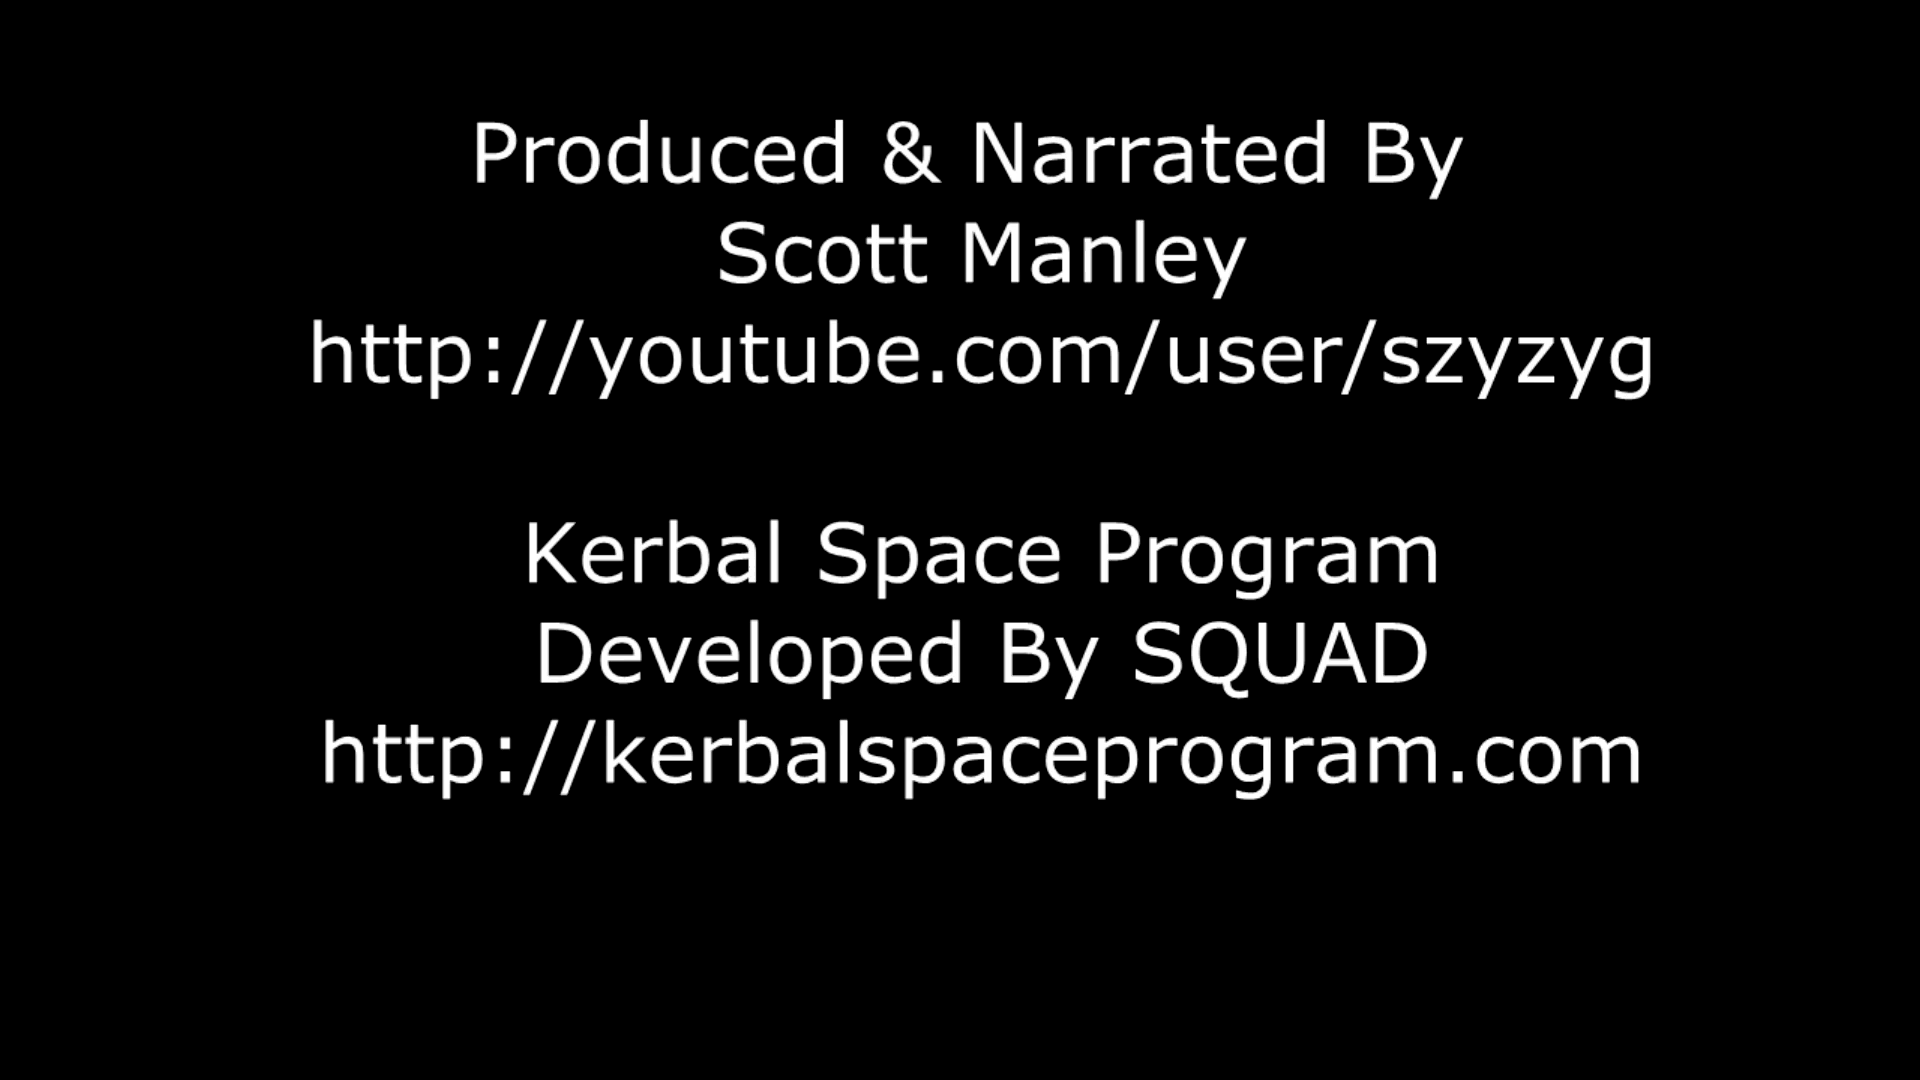 Produced & Narrated By
Scott Manley
http://youtube.com/user/szyzyg
Kerbal Space Program
Developed By SQUAD
http://kerbalspaceprogram.com